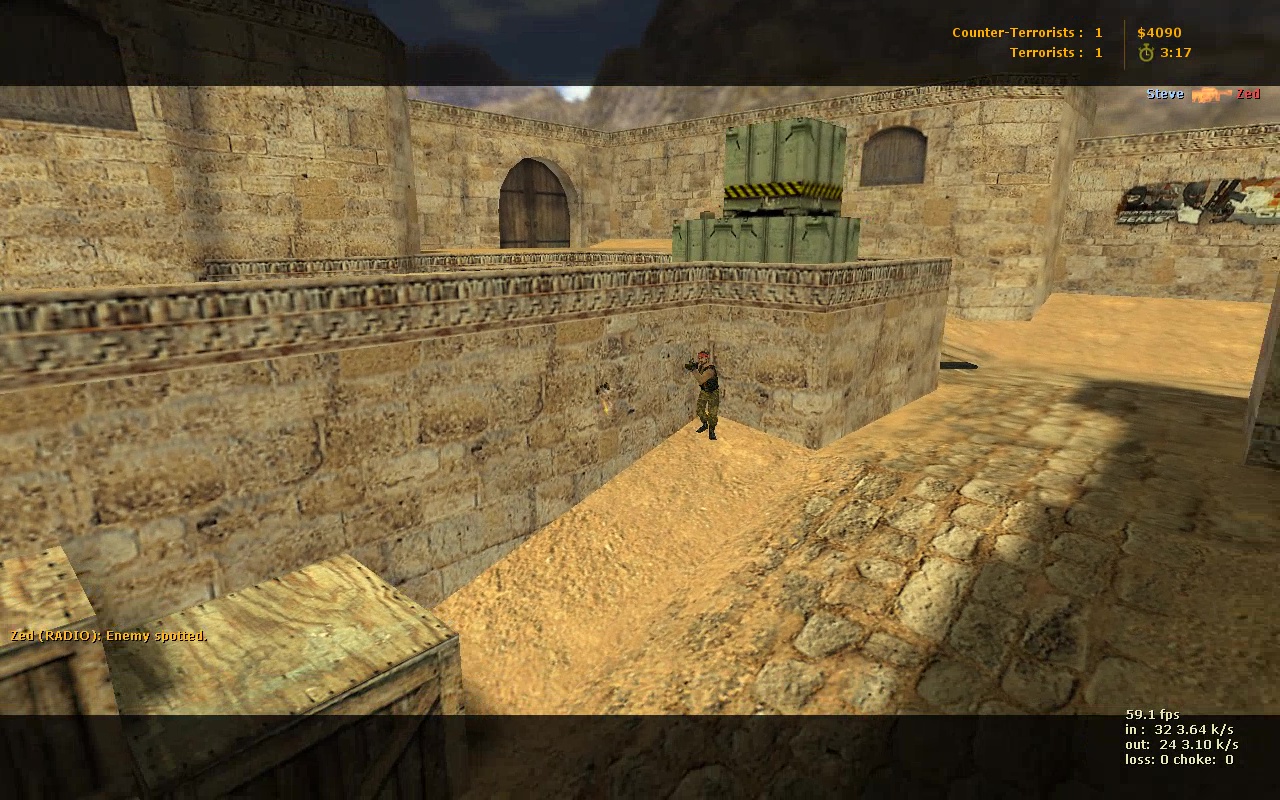 Counter-Terrorists : 1 $4090
Terrorists : 1 3:17
Steve Zed
Zed (RADIO): Enemy spotted.
59.1 fps
in : 32 3.64 k/s
out: 24 3.10 k/s
loss: 0 choke: 0